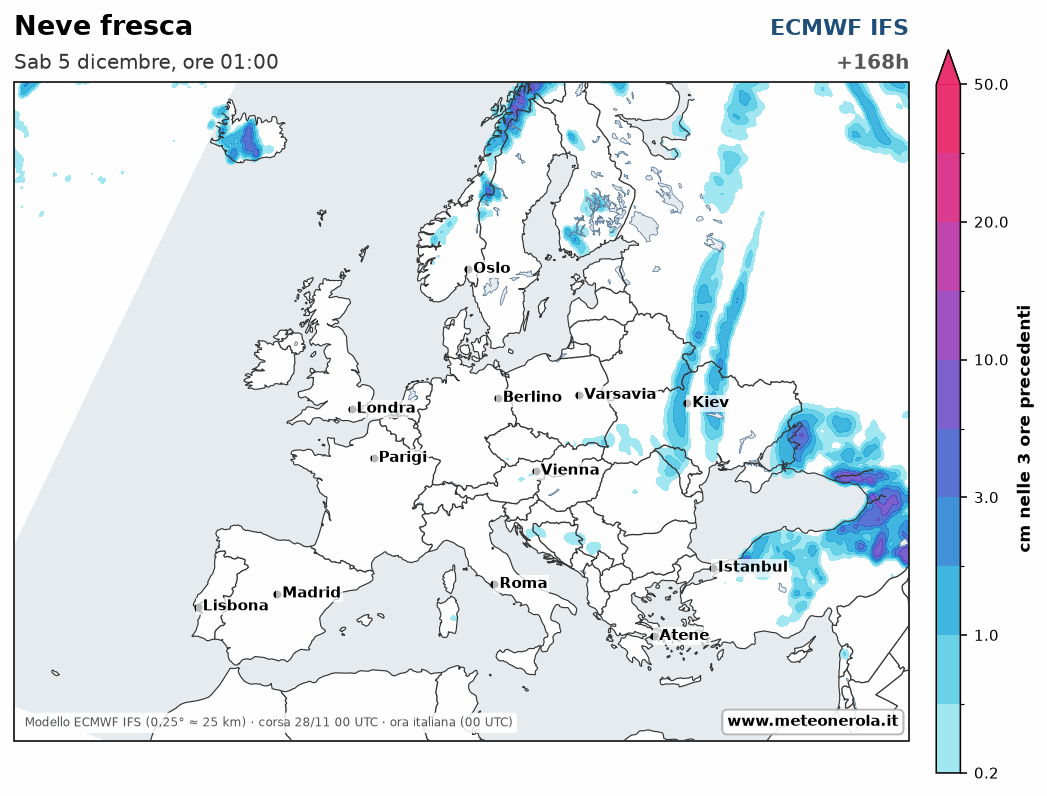 Neve fresca
ECMWF IFS
Sab 5 dicembre, ore 01:00
+168h
50.0
20.0
10.0
3.0
1.0
0.2
cm nelle 3 ore precedenti
Oslo
Londra
Berlino
Varsavia
Kiev
Parigi
Vienna
Istanbul
Roma
Madrid
Lisbona
Atene
Modello ECMWF IFS (0,25° ≈ 25 km) · corsa 28/11 00 UTC · ora italiana (00 UTC)
www.meteonerola.it